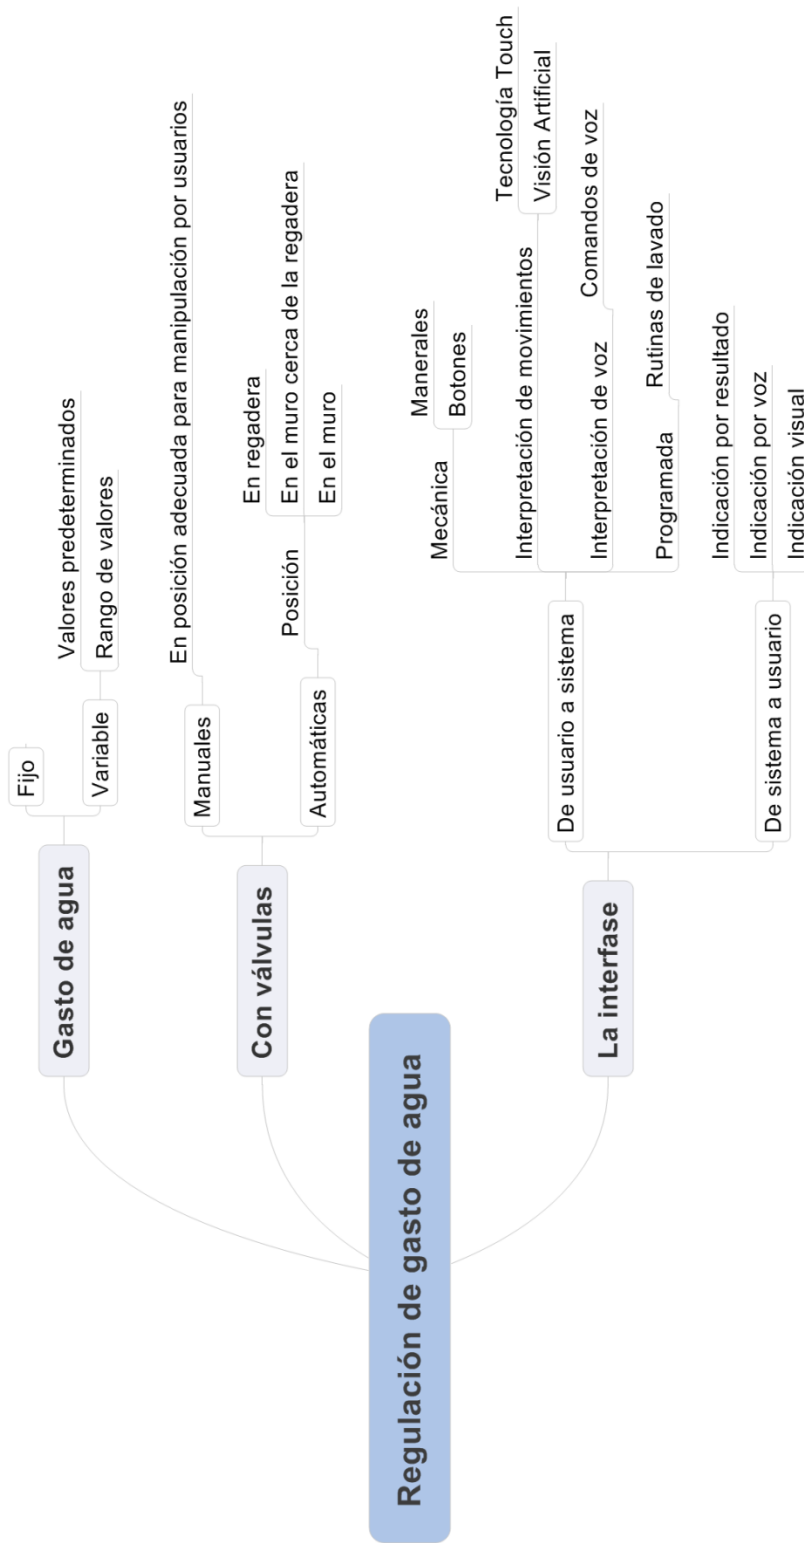 Regulación de gasto de agua
Gasto de agua
Fijo
Variable
Valores predeterminados
Rango de valores
Con válvulas
Manuales
En posición adecuada para manipulación por usuarios
Automáticas
Posición
En regadera
En el muro cerca de la regadera
En el muro
La interfase
De usuario a sistema
Mecánica
Manerales
Botones
Interpretación de movimientos
Tecnología Touch
Visión Artificial
Interpretación de voz
Comandos de voz
Programada
Rutinas de lavado
De sistema a usuario
Indicación por resultado
Indicación por voz
Indicación visual